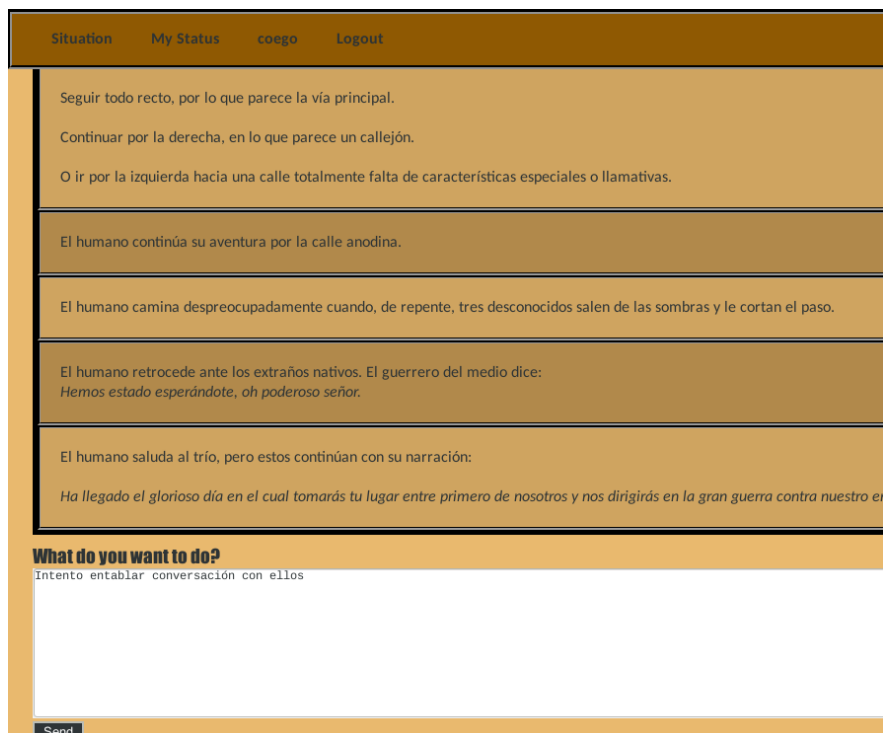 Situation My Status coego Logout
Seguir todo recto, por lo que parece la vía principal.
Continuar por la derecha, en lo que parece un callejón.
O ir por la izquierda hacia una calle totalmente falta de características especiales o llamativas.
El humano continúa su aventura por la calle anodina.
El humano camina despreocupadamente cuando, de repente, tres desconocidos salen de las sombras y le cortan el paso.
El humano retrocede ante los extraños nativos. El guerrero del medio dice:
Hemos estado esperándote, oh poderoso señor.
El humano saluda al trío, pero estos continúan con su narración:
Ha llegado el glorioso día en el cual tomarás tu lugar entre primero de nosotros y nos dirigirás en la gran guerra contra nuestro
What do you want to do?
Intento entablar conversación con ellos
Send